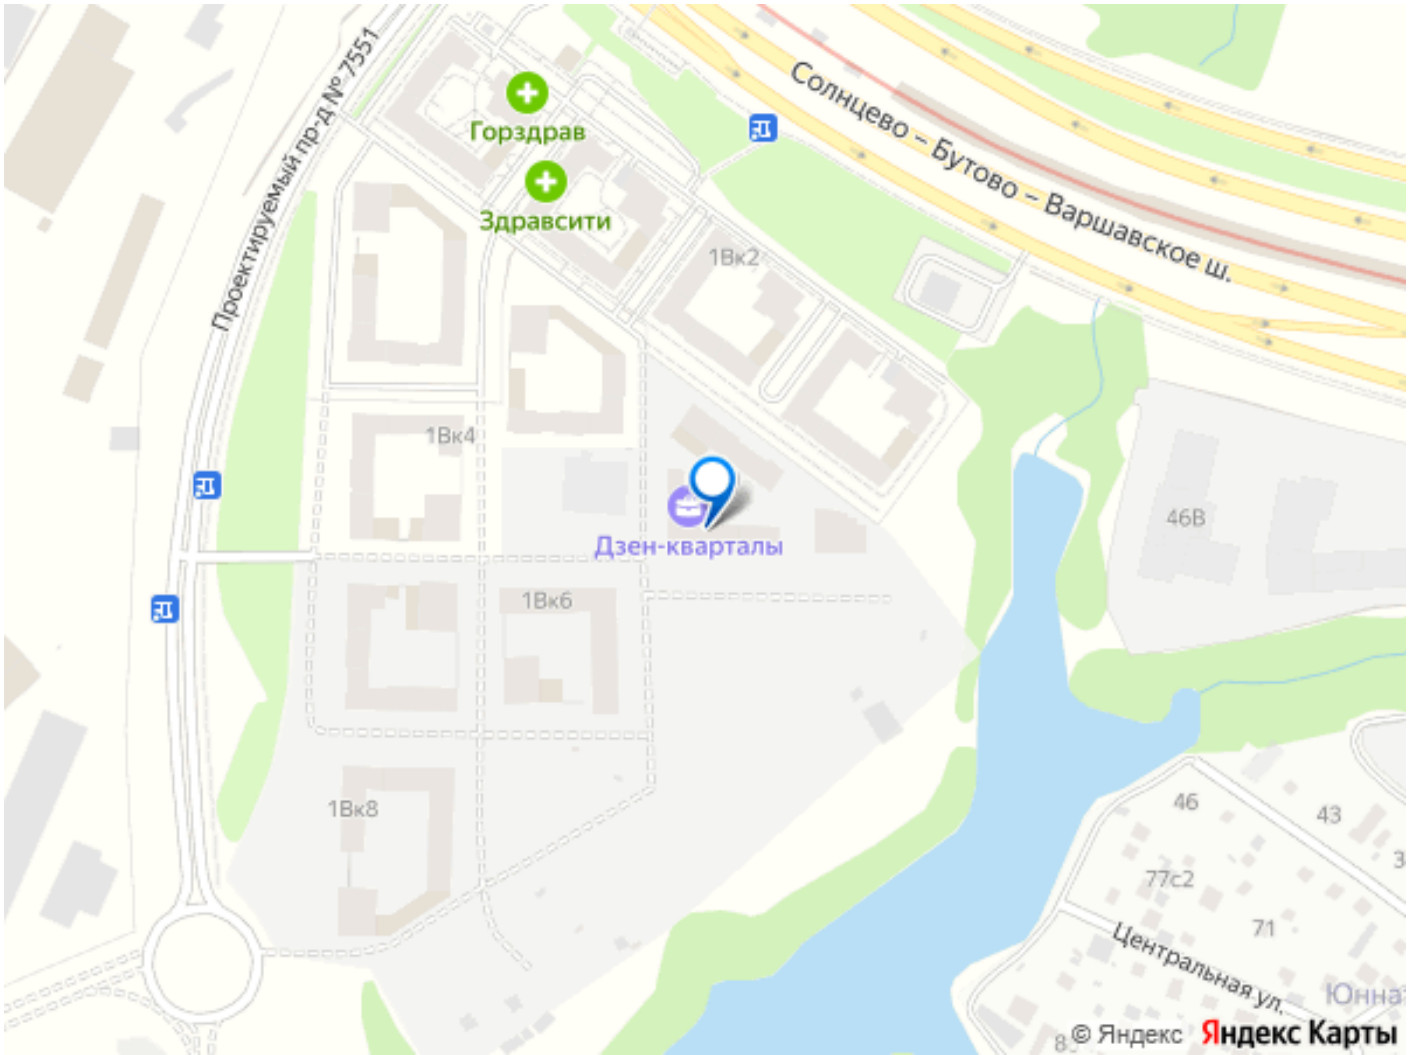 Проектируемый пр-д № 7551
Солнцево – Бутово – Варшавское ш.
Горздрав
Здравсити
1Вк2
1Вк4
46В
Дзен-кварталы
1Вк6
1Вк8
46
43
77с2
71
Центральная ул.
© Яндекс
Яндекс Карты